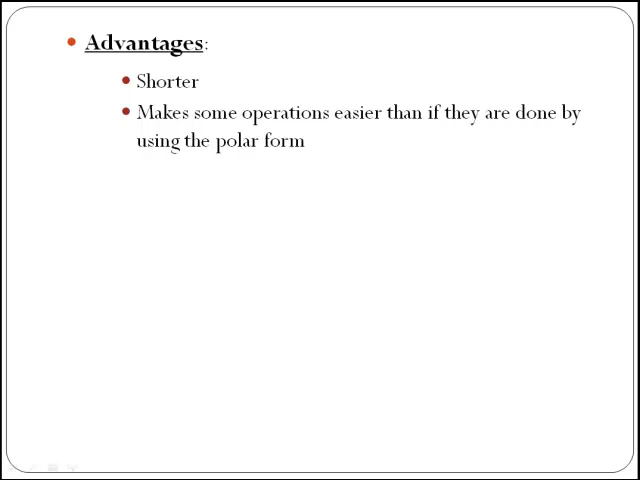 Advantages:
Shorter
Makes some operations easier than if they are done by
using the polar form